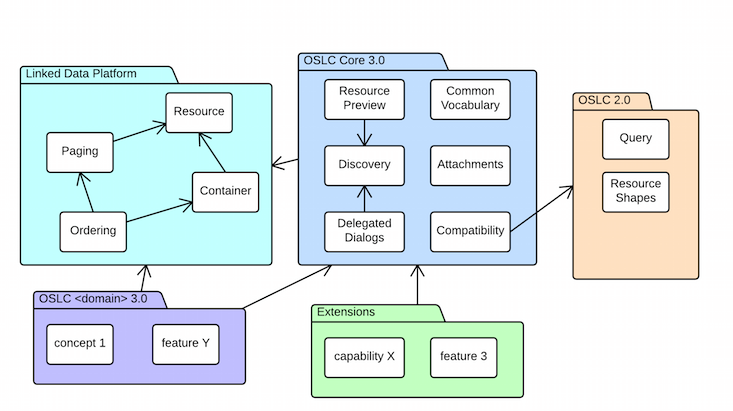 Linked Data Platform
Resource
Paging
Container
Ordering
OSLC Core 3.0
Resource
Preview
Common
Vocabulary
Discovery
Attachments
Delegated
Dialogs
Compatibility
OSLC 2.0
Query
Resource
Shapes
OSLC <domain> 3.0
concept 1
feature Y
Extensions
capability X
feature 3